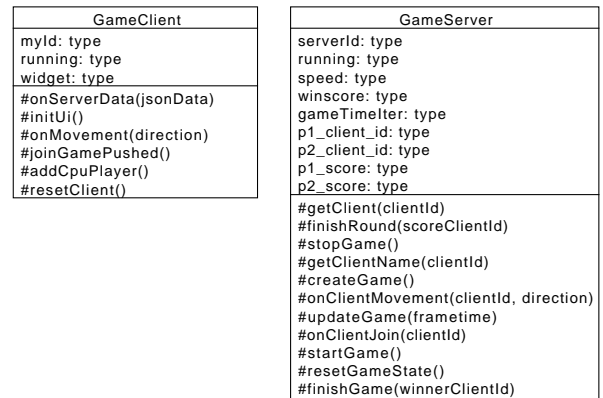 GameClient
myId: type
running: type
widget: type
#onServerData(jsonData)
#initUi()
#onMovement(direction)
#joinGamePushed()
#addCpuPlayer()
#resetClient()
GameServer
serverId: type
running: type
speed: type
winscore: type
gameTimeIter: type
p1_client_id: type
p2_client_id: type
p1_score: type
p2_score: type
#getClient(clientId)
#finishRound(scoreClientId)
#stopGame()
#getClientName(clientId)
#createGame()
#onClientMovement(clientId, direction)
#updateGame(frametime)
#onClientJoin(clientId)
#startGame()
#resetGameState()
#finishGame(winnerClientId)